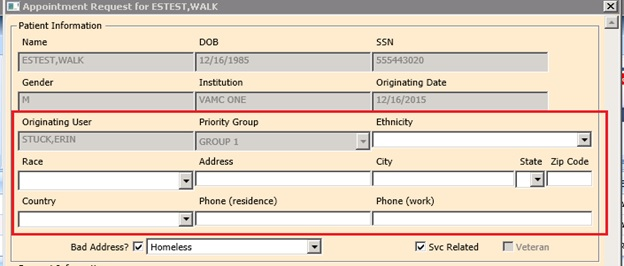 Appointment Request for ESTEST,WALK
Patient Information
Name DOB SSN
ESTEST,WALK 12/16/1985 555443020
Gender Institution Originating Date
M VAMC ONE 12/16/2015
Originating User Priority Group Ethnicity
STUCK,ERIN GROUP 1
Race Address City State Zip Code
Country Phone (residence) Phone (work)
Bad Address? Homeless Svc Related Veteran